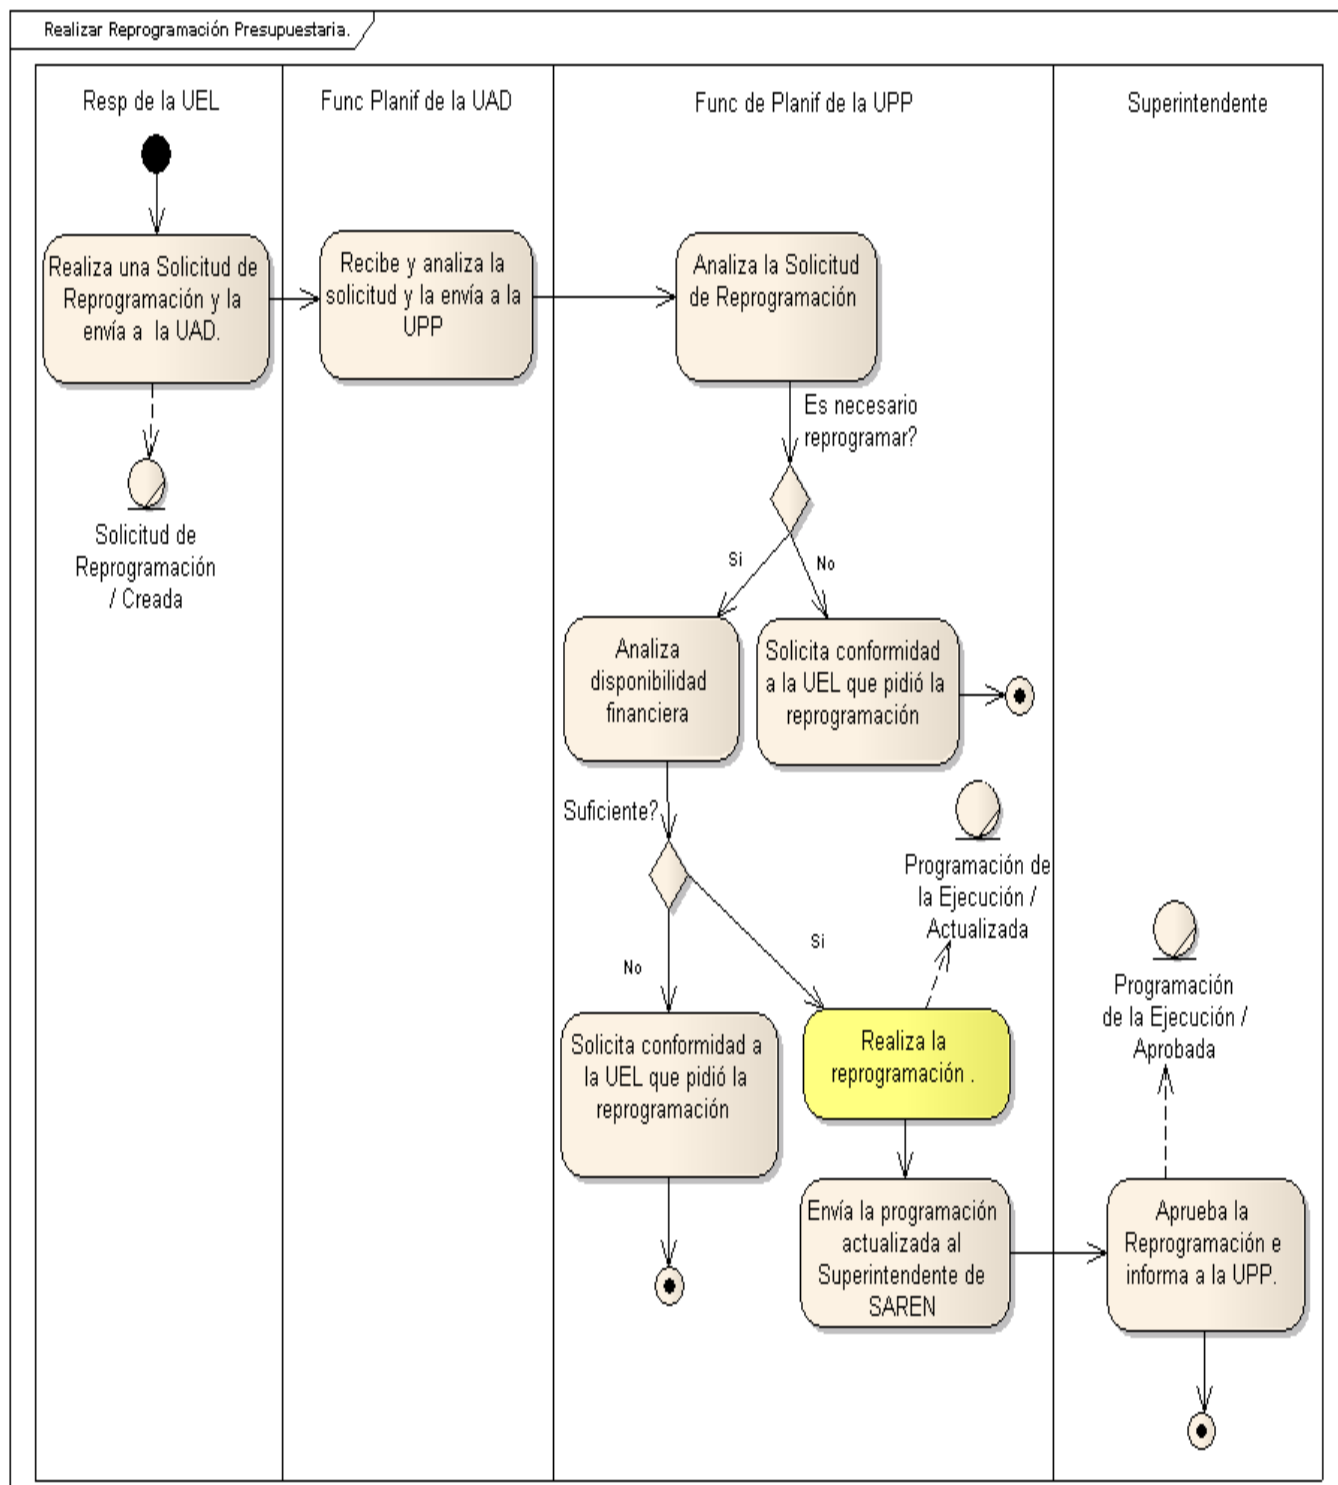 Realizar Reprogramación Presupuestaria.
Resp de la UEL
Func Planif de la UAD
Func de Planif de la UPP
Superintendente
Realiza una Solicitud de
Reprogramación y la
envía a la UAD.
Recibe y analiza la
solicitud y la envía a la
UPP
Analiza la Solicitud
de Reprogramación
Es necesario
reprogramar?
Solicitud de
Reprogramación
/ Creada
Si
No
Analiza
disponibilidad
financiera
Solicita conformidad
a la UEL que pidió la
reprogramación
Suficiente?
Programación de
la Ejecución /
Actualizada
Si
No
Programación
de la Ejecución /
Aprobada
Solicita conformidad a
la UEL que pidió la
reprogramación
Realiza la
reprogramación .
Envía la programación
actualizada al
Superintendente de
SAREN
Aprueba la
Reprogramación e
informa a la UPP.